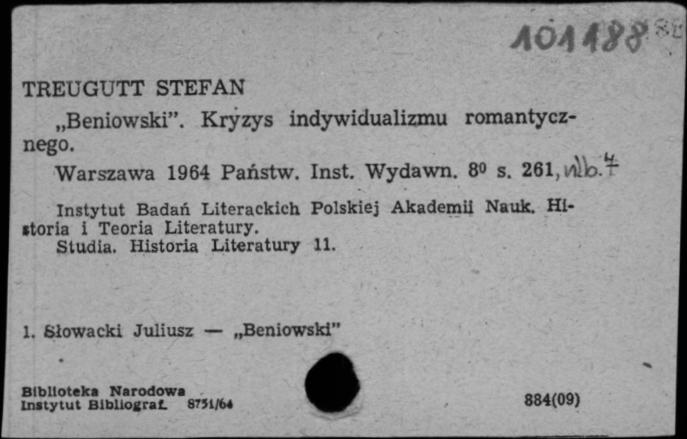 101188
TREUGUTT STEFAN
„Beniowski”. Kryzys indywidualizmu romantycz-
nego.
Warszawa 1964 Państw. Inst. Wydawn. 8⁰ s. 261, nlb.
Instytut Badań Literackich Polskiej Akademii Nauk. Hi-
storia i Teoria Literatury.
Studia. Historia Literatury 11.
1. Słowacki Juliusz — „Beniowski”
Biblioteka Narodowa
Instytut Bibliograf. 8751/64
884(09)